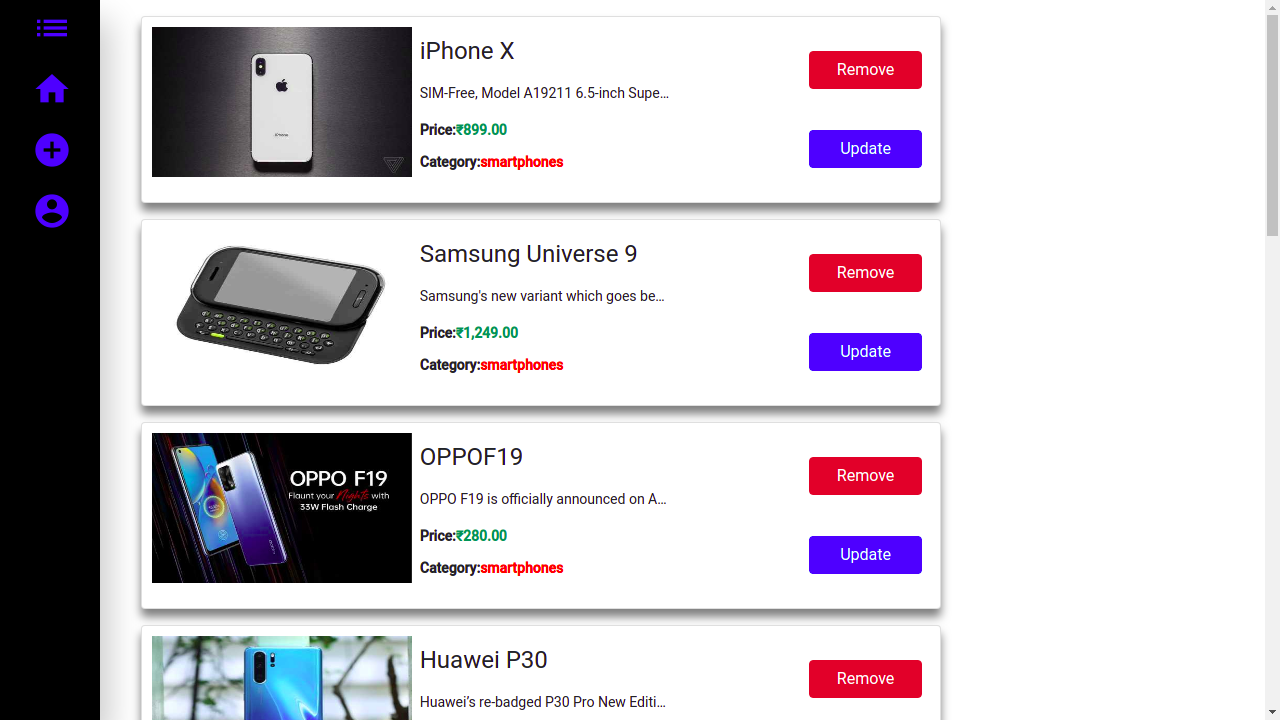 iPhone X
SIM-Free, Model A19211 6.5-inch Supe…
Price:₹899.00
Category:smartphones
Remove
Update
iPhone
Samsung Universe 9
Samsung's new variant which goes be…
Price:₹1,249.00
Category:smartphones
Remove
Update
OPPO F19
Flaunt your Nights with
33W Flash Charge
OPPOF19
OPPO F19 is officially announced on A…
Price:₹280.00
Category:smartphones
Remove
Update
Huawei P30
Huawei’s re-badged P30 Pro New Editi…
Remove